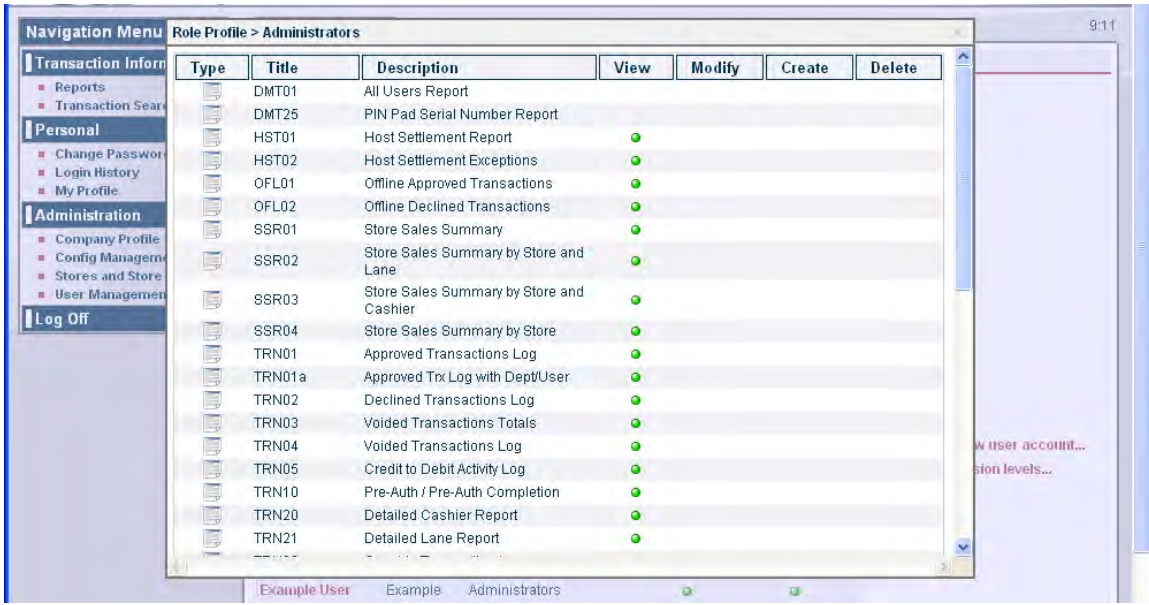 9:11
Navigation Menu
Transaction Inform
Reports
Transaction Sear
Personal
Change Passwor
Login History
My Profile
Administration
Company Profile
Config Managem
Stores and Store
User Managemen
Log Off
Role Profile > Administrators
Type Title Description View Modify Create Delete
DMT01 All Users Report
DMT25 PIN Pad Serial Number Report
HST01 Host Settlement Report
HST02 Host Settlement Exceptions
OFL01 Offline Approved Transactions
OFL02 Offline Declined Transactions
SSR01 Store Sales Summary
SSR02 Store Sales Summary by Store and
Lane
SSR03 Store Sales Summary by Store and
Cashier
SSR04 Store Sales Summary by Store
TRN01 Approved Transactions Log
TRN01a Approved Trx Log with Dept/User
TRN02 Declined Transactions Log
TRN03 Voided Transactions Totals
TRN04 Voided Transactions Log
TRN05 Credit to Debit Activity Log
TRN10 Pre-Auth / Pre-Auth Completion
TRN20 Detailed Cashier Report
TRN21 Detailed Lane Report
w user account...
sion levels...
Example User Example Administrators